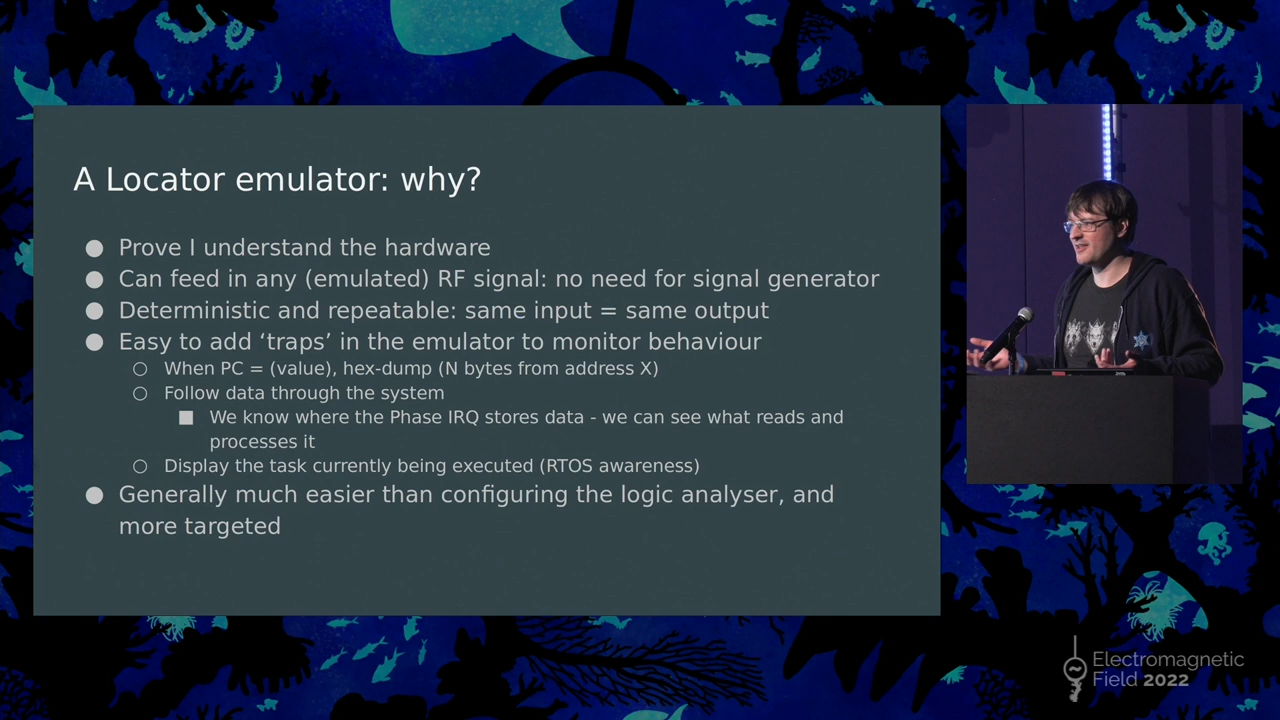 A Locator emulator: why?
● Prove I understand the hardware
● Can feed in any (emulated) RF signal: no need for signal generator
● Deterministic and repeatable: same input = same output
● Easy to add ‘traps’ in the emulator to monitor behaviour
○ When PC = (value), hex-dump (N bytes from address X)
○ Follow data through the system
■ We know where the Phase IRQ stores data - we can see what reads and
processes it
○ Display the task currently being executed (RTOS awareness)
● Generally much easier than configuring the logic analyser, and
more targeted
Electromagnetic
Field 2022